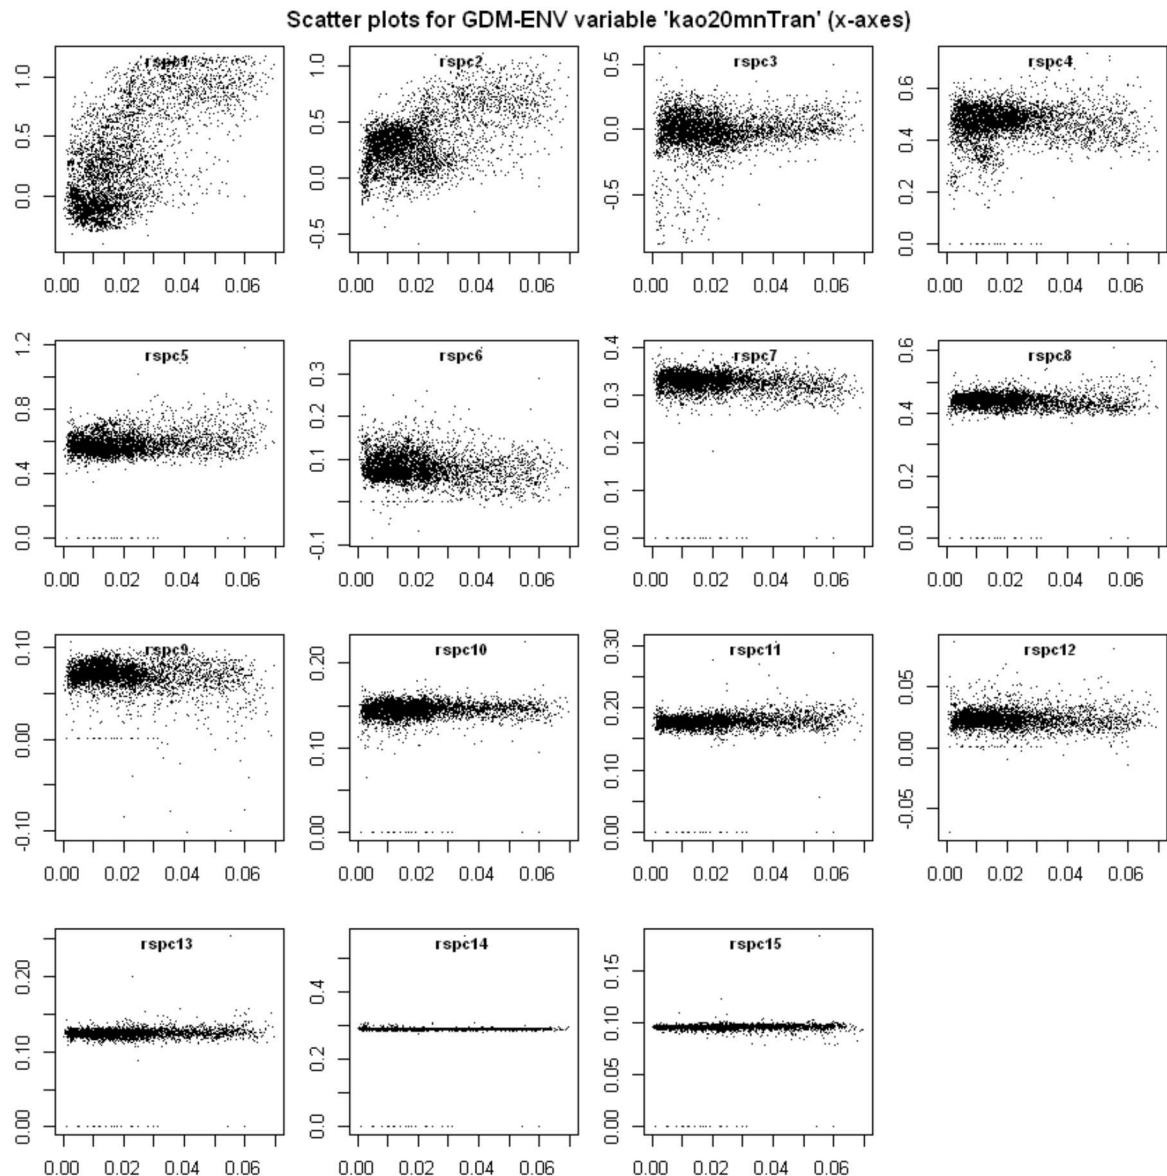 Scatter plots for GDM-ENV variable 'kao20mnTran' (x-axes)
rspc1 rspc2 rspc3 rspc4
1.0 0.5 0.0
1.0 0.5 0.0 -0.5
0.5 0.0 -0.5
0.6 0.4 0.2 0.0
0.00 0.02 0.04 0.06 0.00 0.02 0.04 0.06 0.00 0.02 0.04 0.06 0.00 0.02 0.04 0.06
rspc5 rspc6 rspc7 rspc8
1.2 0.8 0.4 0.0
0.3 0.2 0.1 -0.1
0.4 0.3 0.2 0.1 0.0
0.6 0.4 0.2 0.0
0.00 0.02 0.04 0.06 0.00 0.02 0.04 0.06 0.00 0.02 0.04 0.06 0.00 0.02 0.04 0.06
rspc9 rspc10 rspc11 rspc12
0.10 0.00 -0.10
0.20 0.10 0.00
0.30 0.20 0.10 0.00
0.05 0.00 -0.05
0.00 0.02 0.04 0.06 0.00 0.02 0.04 0.06 0.00 0.02 0.04 0.06 0.00 0.02 0.04 0.06
rspc13 rspc14 rspc15
0.20 0.10 0.00
0.4 0.2 0.0
0.15 0.10 0.05 0.00
0.00 0.02 0.04 0.06 0.00 0.02 0.04 0.06 0.00 0.02 0.04 0.06